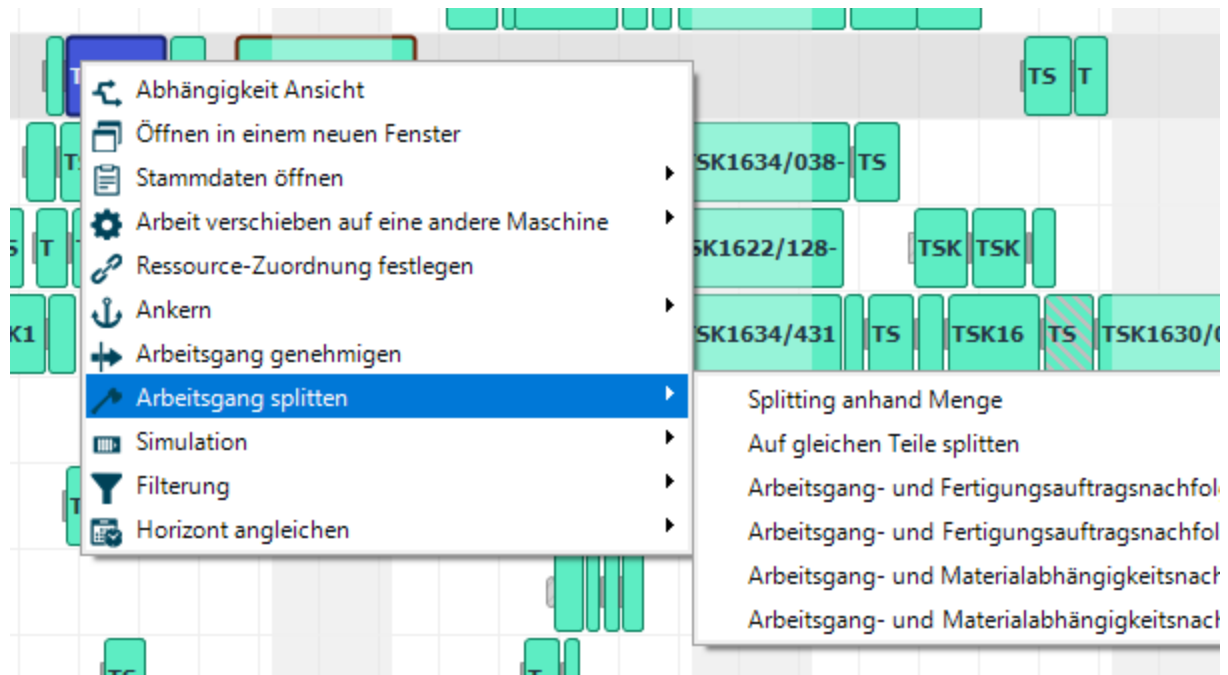 TS T
Abhängigkeit Ansicht
Öffnen in einem neuen Fenster
Stammdaten öffnen
SK1634/038- TS
Arbeit verschieben auf eine andere Maschine
T
SK1622/128- TSK TSK
Ressource-Zuordnung festlegen
Ankern
K1
SK1634/431 TS TSK16 TS TSK1630/
Arbeitsgang genehmigen
Arbeitsgang splitten
Simulation
Filterung
Horizont angleichen
Splitting anhand Menge
Auf gleichen Teile splitten
Arbeitsgang- und Fertigungsauftragsnachfol
Arbeitsgang- und Fertigungsauftragsnachfol
Arbeitsgang- und Materialabhängigkeitsnach
Arbeitsgang- und Materialabhängigkeitsnach